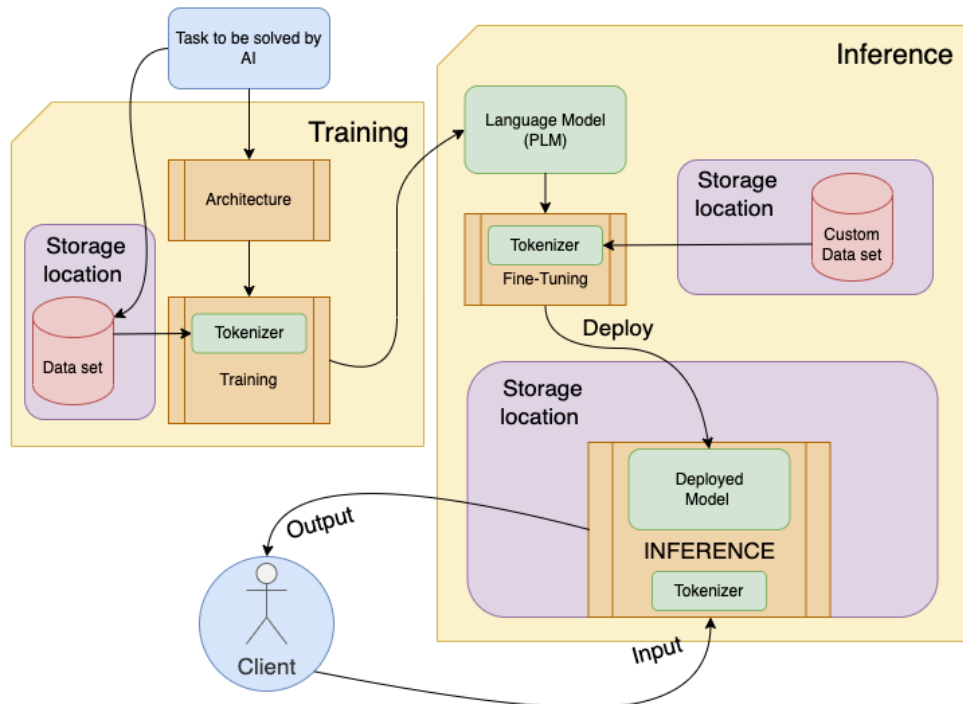 Task to be solved by
AI
Training
Architecture
Storage
location
Data set
Tokenizer
Training
Inference
Language Model
(PLM)
Storage
location
Custom
Data set
Tokenizer
Fine-Tuning
Deploy
Storage
location
Deployed
Model
INFERENCE
Tokenizer
Output
Client
Input